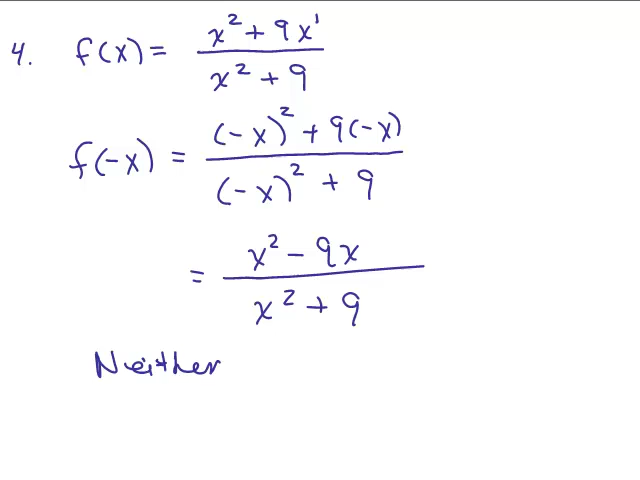 4. f(x) = (x² + 9x¹)/(x² + 9)
f(-x) = ((-x)² + 9(-x))/((-x)² + 9)
= (x² - 9x)/(x² + 9)
Neither